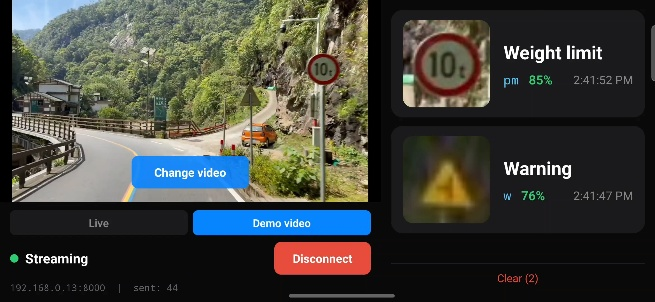 10t
Change video
Live
Demo video
Streaming
Disconnect
192.168.0.13:8000 | sent: 44
10t
Weight limit
pm 85% 2:41:52 PM
Warning
w 76% 2:41:47 PM
Clear (2)